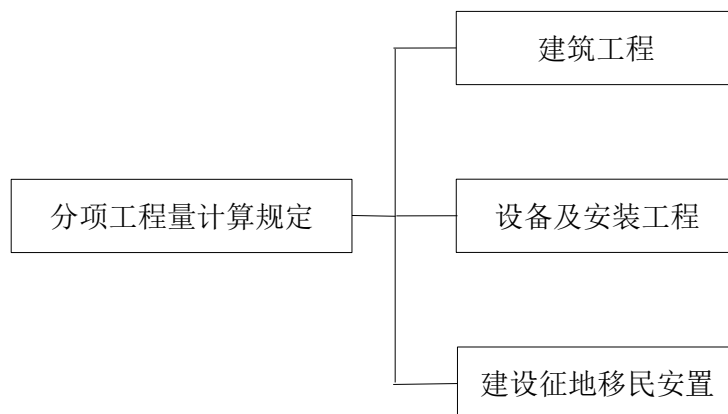 建筑工程
分项工程量计算规定
设备及安装工程
建设征地移民安置